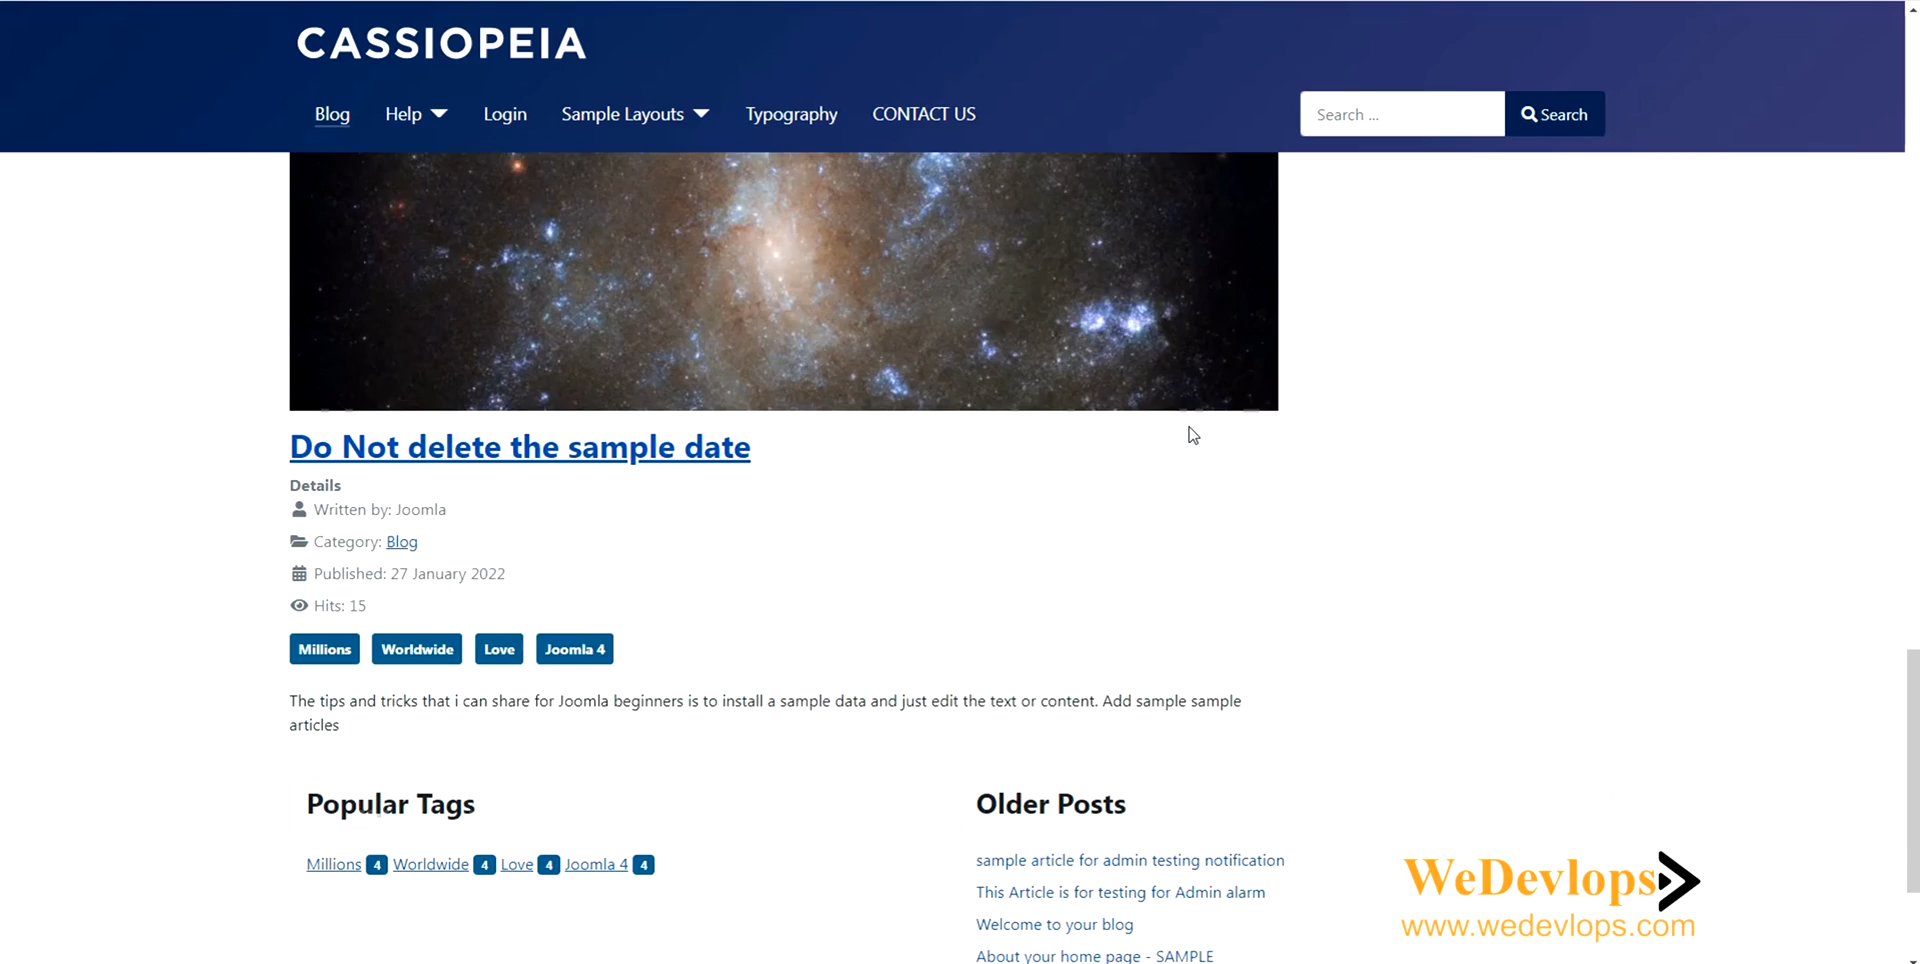 CASSIOPEIA
Blog Help Login Sample Layouts Typography CONTACT US
Search ... Search
Do Not delete the sample date
Details
Written by: Joomla
Category: Blog
Published: 27 January 2022
Hits: 15
Millions Worldwide Love Joomla 4
The tips and tricks that i can share for Joomla beginners is to install a sample data and just edit the text or content. Add sample sample
articles
Popular Tags
Millions 4 Worldwide 4 Love 4 Joomla 4 4
Older Posts
sample article for admin testing notification
This Article is for testing for Admin alarm
Welcome to your blog
About your home page - SAMPLE
WeDevlops
www.wedevlops.com